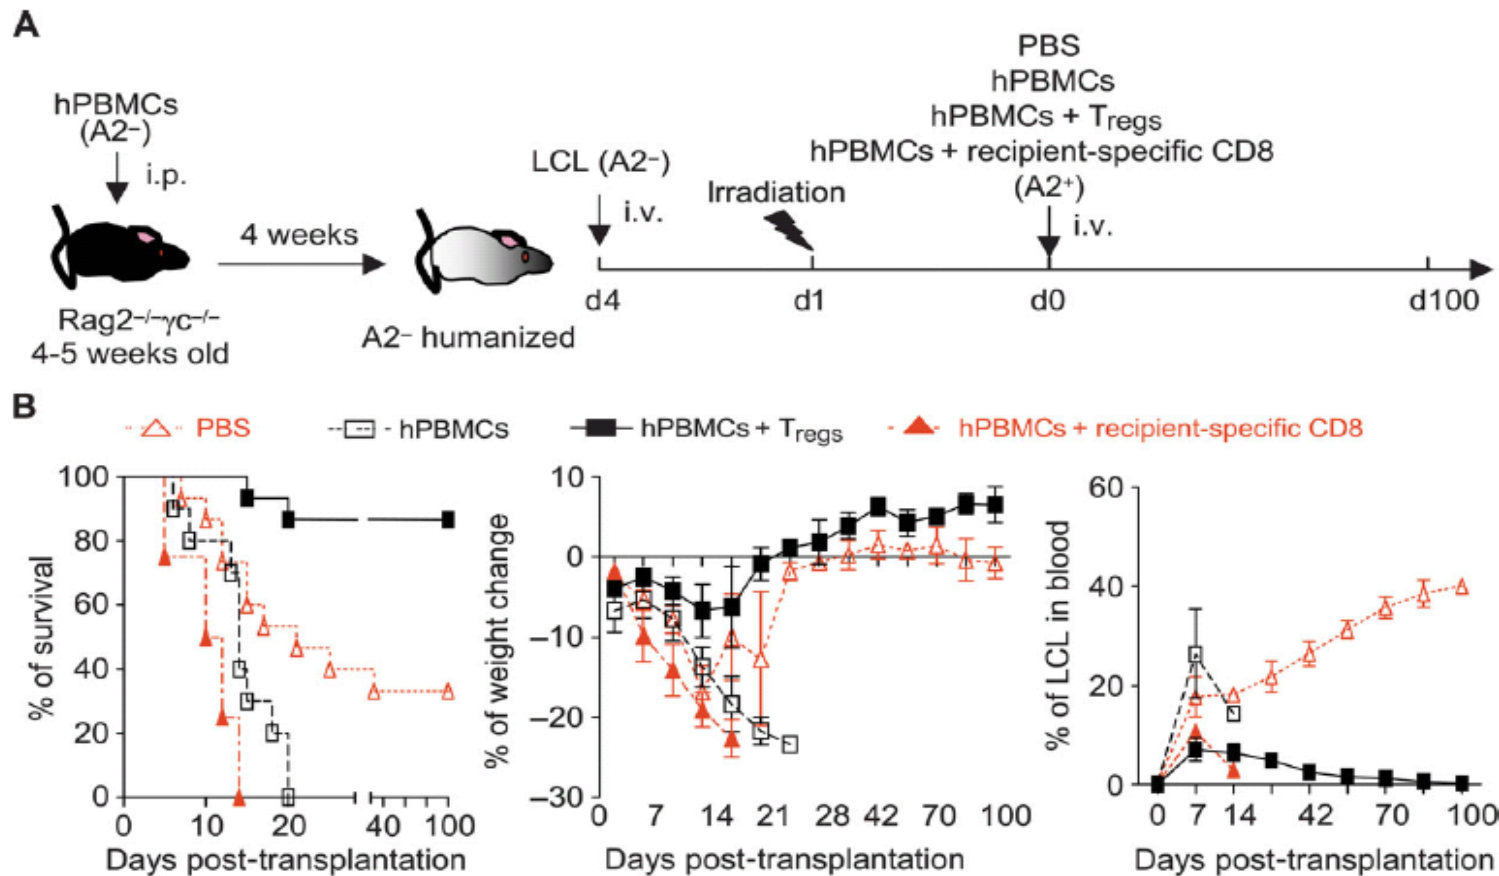 A
hPBMCs
(A2–)
i.p.
Rag2–/–γc–/–
4-5 weeks old
4 weeks
A2– humanized
LCL (A2–)
i.v.
Irradiation
PBS
hPBMCs
hPBMCs + Tregs
hPBMCs + recipient-specific CD8
(A2+)
i.v.
d4
d1
d0
d100
B
PBS
hPBMCs
hPBMCs + Tregs
hPBMCs + recipient-specific CD8
% of survival
100
80
60
40
20
0
0 10 20 40 100
Days post-transplantation
% of weight change
10
0
–10
–20
–30
0 7 14 21 28 42 70 100
Days post-transplantation
% of LCL in blood
60
40
20
0
0 7 14 42 70 100
Days post-transplantation